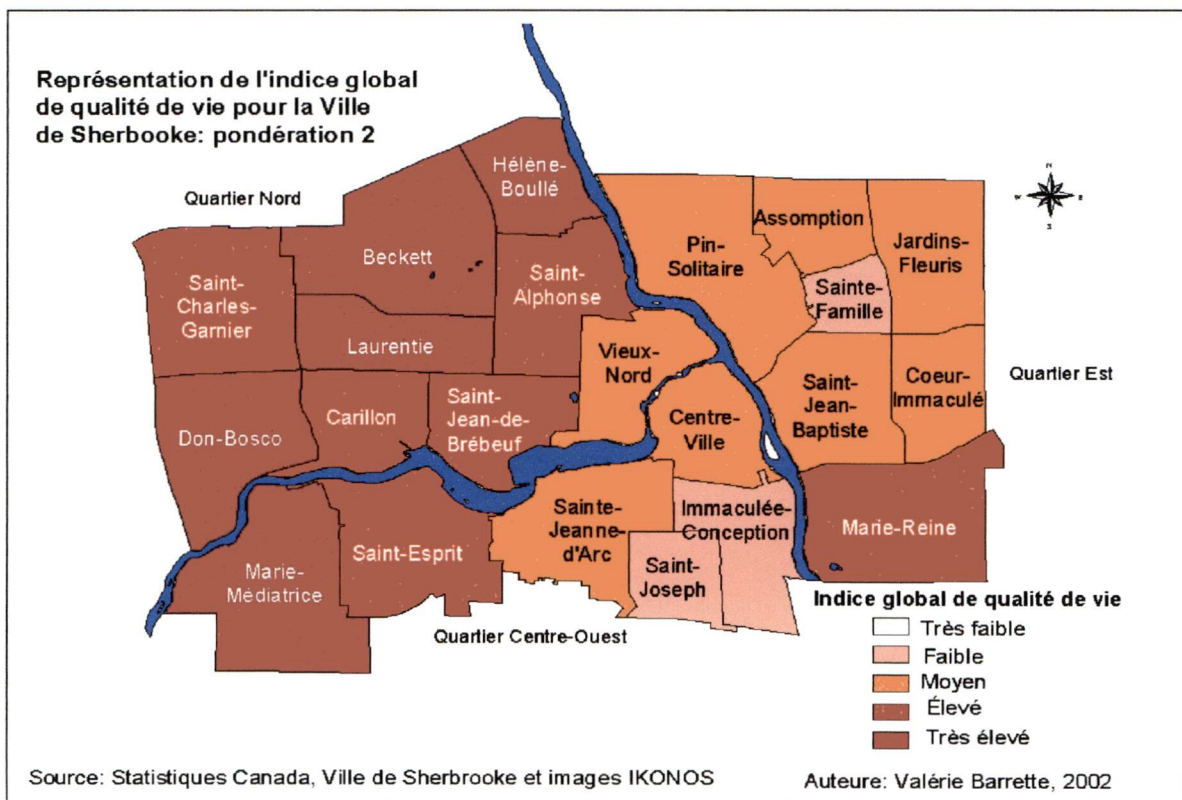 Représentation de l'indice global
de qualité de vie pour la Ville
de Sherbooke: pondération 2
Quartier Nord
Hélène-
Boullé
Beckett
Saint-
Charles-
Garnier
Saint-
Alphonse
Laurentie
Pin-
Solitaire
Assomption
Jardins-
Fleuris
Sainte-
Famille
N
W
E
S
Vieux-
Nord
Don-Bosco
Carillon
Saint-
Jean-de-
Brébeuf
Centre-
Ville
Saint-
Jean-
Baptiste
Coeur-
Immaculé
Quartier Est
Marie-
Médiatrice
Saint-Esprit
Sainte-
Jeanne-
d'Arc
Immaculée-
Conception
Saint-
Joseph
Marie-Reine
Quartier Centre-Ouest
Indice global de qualité de vie
Très faible
Faible
Moyen
Élevé
Très élevé
Source: Statistiques Canada, Ville de Sherbrooke et images IKONOS
Auteure: Valérie Barrette, 2002